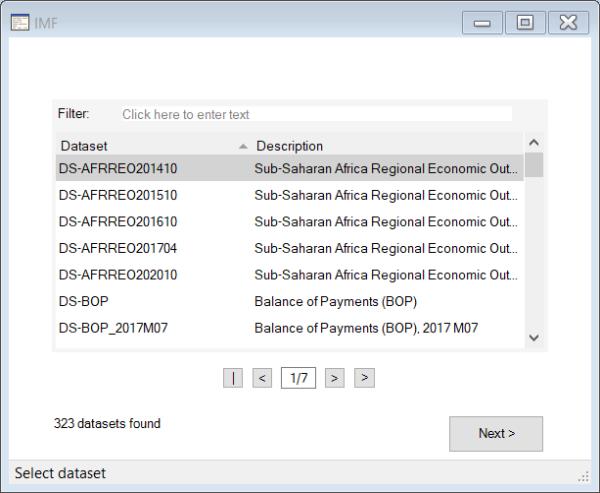 IMF
Filter: Click here to enter text
Dataset Description
DS-AFRREO201410 Sub-Saharan Africa Regional Economic Out...
DS-AFRREO201510 Sub-Saharan Africa Regional Economic Out...
DS-AFRREO201610 Sub-Saharan Africa Regional Economic Out...
DS-AFRREO201704 Sub-Saharan Africa Regional Economic Out...
DS-AFRREO202010 Sub-Saharan Africa Regional Economic Out...
DS-BOP Balance of Payments (BOP)
DS-BOP_2017M07 Balance of Payments (BOP), 2017 M07
| < 1/7 > >
323 datasets found
Next >
Select dataset